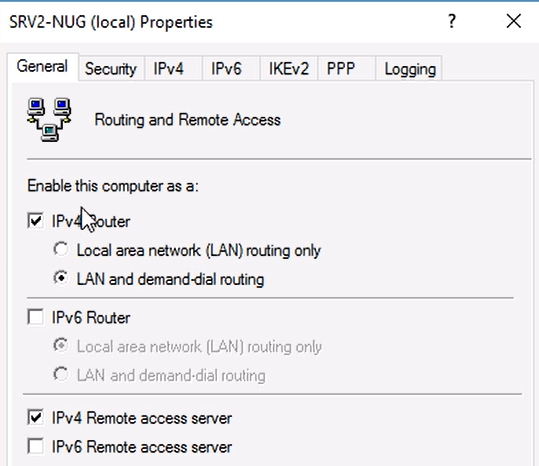 SRV2-NUG (local) Properties
? 
General Security IPv4 IPv6 IKEv2 PPP Logging
Routing and Remote Access
Enable this computer as a:
IPv4 Router
Local area network (LAN) routing only
LAN and demand-dial routing
IPv6 Router
Local area network (LAN) routing only
LAN and demand-dial routing
IPv4 Remote access server
IPv6 Remote access server